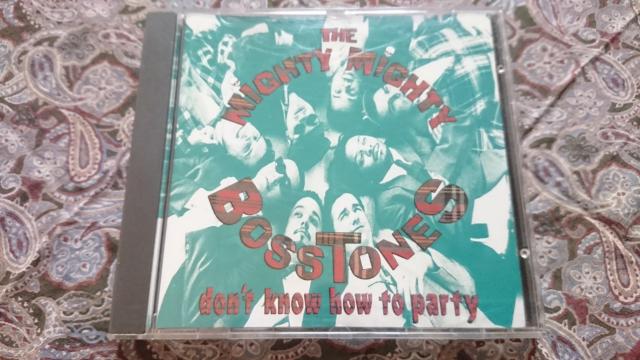 THE
MIGHTY MIGHTY
BOSSTONES
don't know how to party